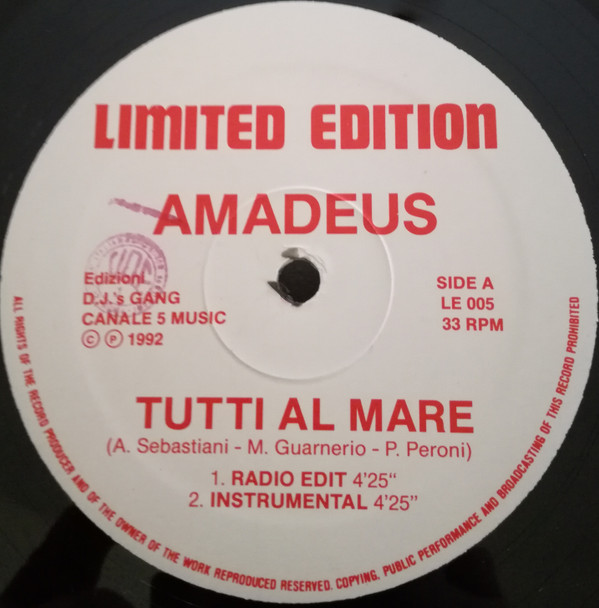 LIMITED EDITION
AMADEUS
Edizioni
D.J.'s GANG
CANALE 5 MUSIC
© ℗ 1992
SIDE A
LE 005
33 RPM
TUTTI AL MARE
(A. Sebastiani - M. Guarnerio - P. Peroni)
1. RADIO EDIT 4'25“
2. INSTRUMENTAL 4'25”
ALL RIGHTS OF THE RECORD PRODUCER AND OF THE OWNER OF THE WORK REPRODUCED RESERVED. COPYING, PUBLIC PERFORMANCE AND BROADCASTING OF THIS RECORD PROHIBITED